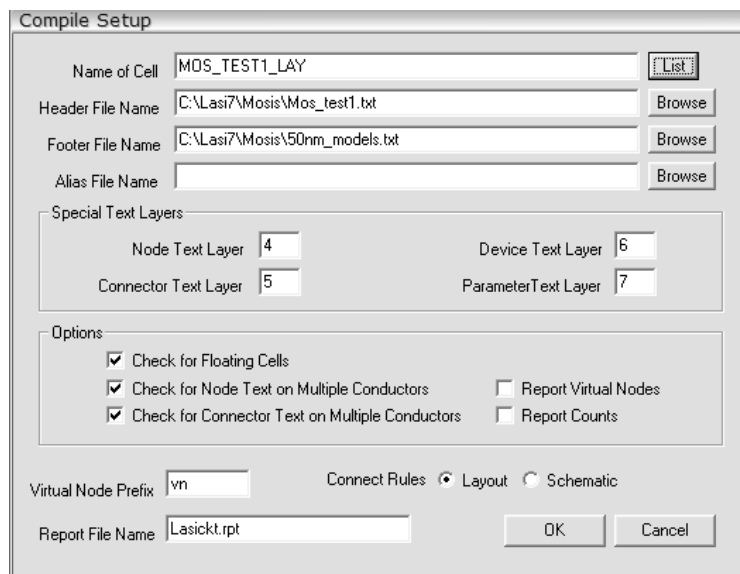 Compile Setup
Name of Cell MOS_TEST1_LAY List
Header File Name C:\Lasi7\Mosis\Mos_test1.txt Browse
Footer File Name C:\Lasi7\Mosis\50nm_models.txt Browse
Alias File Name Browse
Special Text Layers
Node Text Layer 4 Device Text Layer 6
Connector Text Layer 5 ParameterText Layer 7
Options
Check for Floating Cells
Check for Node Text on Multiple Conductors Report Virtual Nodes
Check for Connector Text on Multiple Conductors Report Counts
Virtual Node Prefix vn Connect Rules Layout Schematic
Report File Name Lasickt.rpt OK Cancel